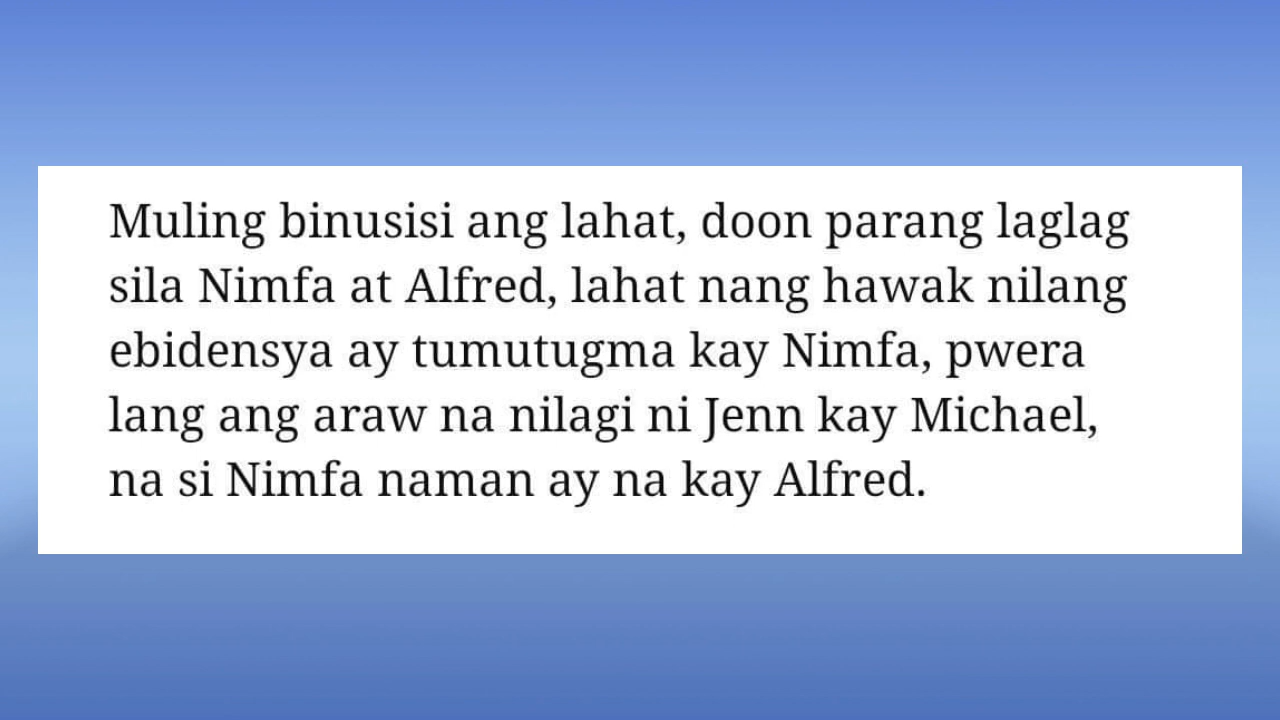 Muling binusisi ang lahat, doon parang laglag
sila Nimfa at Alfred, lahat nang hawak nilang
ebidensya ay tumutugma kay Nimfa, pwera
lang ang araw na nilagi ni Jenn kay Michael,
na si Nimfa naman ay na kay Alfred.